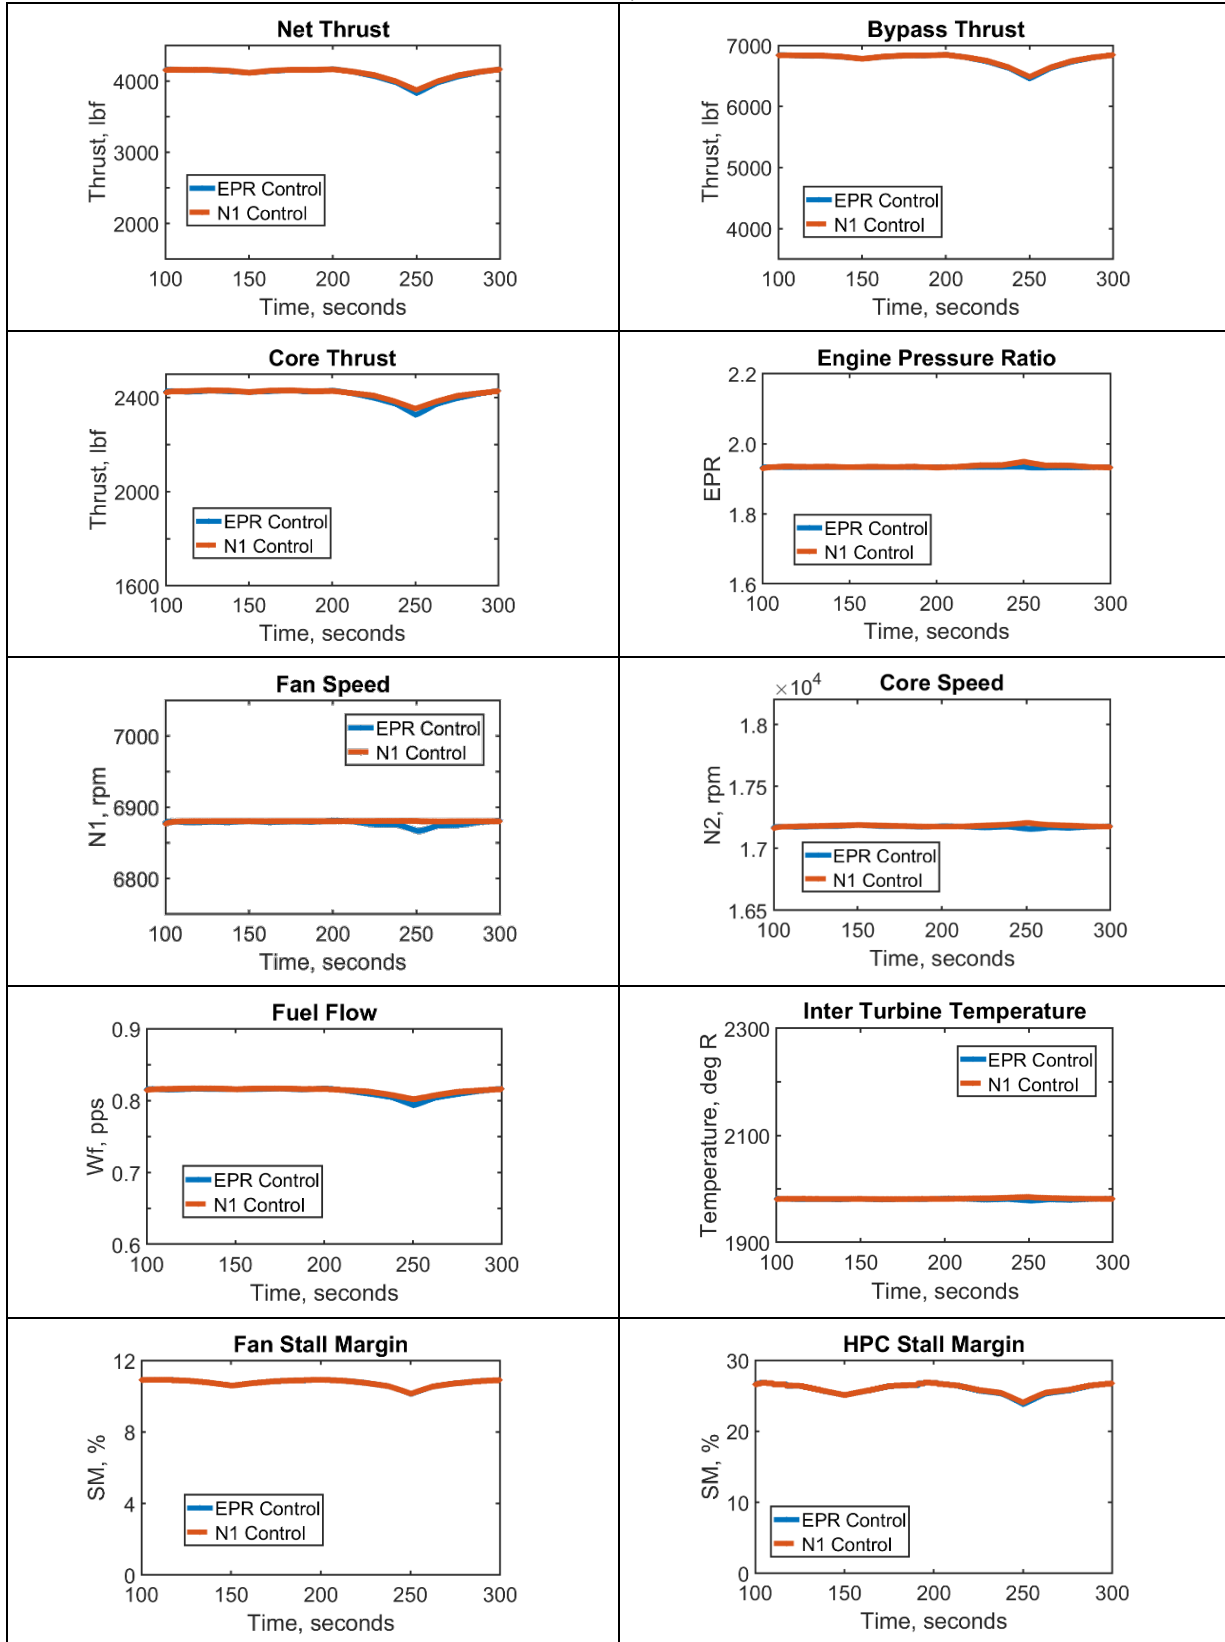 Net Thrust
Thrust, lbf
4000
3000
2000
EPR Control
N1 Control
100 150 200 250 300
Time, seconds
Bypass Thrust
Thrust, lbf
7000
6000
5000
4000
EPR Control
N1 Control
100 150 200 250 300
Time, seconds
Core Thrust
Thrust, lbf
2400
2000
1600
EPR Control
N1 Control
100 150 200 250 300
Time, seconds
Engine Pressure Ratio
EPR
2.2
2.0
1.8
1.6
EPR Control
N1 Control
100 150 200 250 300
Time, seconds
Fan Speed
N1, rpm
7000
6900
6800
EPR Control
N1 Control
100 150 200 250 300
Time, seconds
Core Speed
×10⁴
N2, rpm
1.8
1.75
1.7
1.65
EPR Control
N1 Control
100 150 200 250 300
Time, seconds
Fuel Flow
Wf, pps
0.9
0.8
0.7
0.6
EPR Control
N1 Control
100 150 200 250 300
Time, seconds
Inter Turbine Temperature
Temperature, deg R
2300
2100
1900
EPR Control
N1 Control
100 150 200 250 300
Time, seconds
Fan Stall Margin
SM, %
12
8
4
0
EPR Control
N1 Control
100 150 200 250 300
Time, seconds
HPC Stall Margin
SM, %
30
20
10
0
EPR Control
N1 Control
100 150 200 250 300
Time, seconds